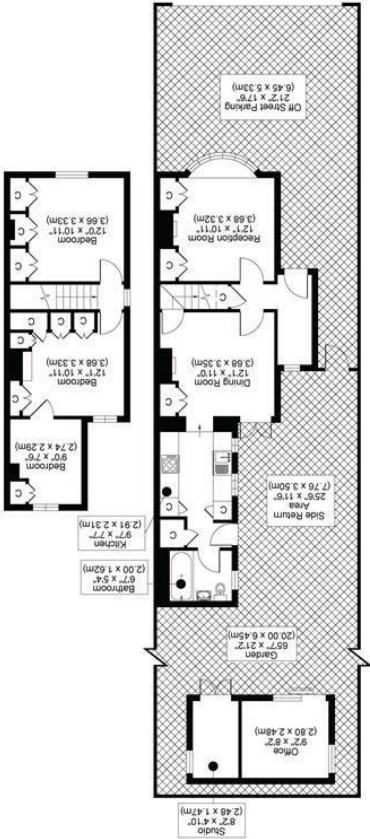 Studio
8'2" x 4'10"
(2.48 1.47m)
Office
9'2" x 8'2"
(2.80 2.48m)
Garden
65'7" x 21'2"
(20.00 x 6.45m)
Bathroom
6'7" x 5'4"
(2.00 1.62m)
Kitchen
9'7" x 7'7"
(2.91 2.31m)
C
C
C
Side Return
Area
25'6" x 11'6"
(7.76 x 3.50m)
Dining Room
12'1" x 11'0"
(3.68 3.35m)
C
C
Reception Room
12'1" x 10'11"
(3.68 3.32m)
C
C
Off Street Parking
21'2" x 17'6"
(6.45 5.33m)
Bedroom
9'0" x 7'6"
(2.74 2.29m)
C
Bedroom
12'1" x 10'11"
(3.68 3.33m)
C
C
C
C
Bedroom
12'0" x 10'11"
(3.66 3.33m)
C
C
C